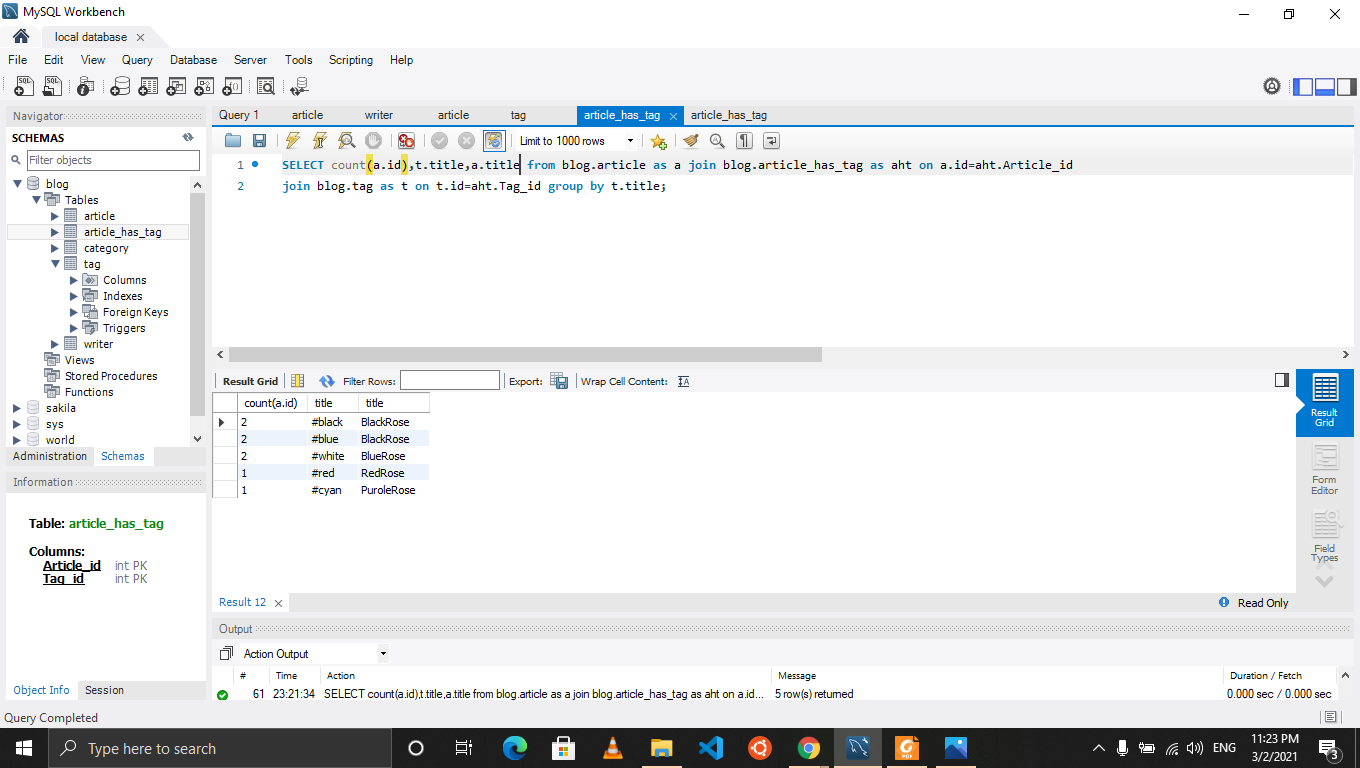 MySQL Workbench
local database
File Edit View Query Database Server Tools Scripting Help
Navigator
SCHEMAS
Filter objects
blog
Tables
article
article_has_tag
category
tag
Columns
Indexes
Foreign Keys
Triggers
writer
Views
Stored Procedures
Functions
sakila
sys
world
Administration Schemas
Information
Table: article_has_tag
Columns:
Article_id int PK
Tag_id int PK
Object Info Session
Query 1 article writer article tag article_has_tag article_has_tag
Limit to 1000 rows
1 SELECT count(a.id),t.title,a.title from blog.article as a join blog.article_has_tag as aht on a.id=aht.Article_id
2 join blog.tag as t on t.id=aht.Tag_id group by t.title;
Result Grid Filter Rows: Export: Wrap Cell Content:
count(a.id) title title
2 #black BlackRose
2 #blue BlackRose
2 #white BlueRose
1 #red RedRose
1 #cyan PuroleRose
Result Grid
Form Editor
Field Types
Result 12 Read Only
Output
Action Output
# Time Action Message Duration / Fetch
61 23:21:34 SELECT count(a.id),t.title,a.title from blog.article as a join blog.article_has_tag as aht on a.id... 5 row(s) returned 0.000 sec / 0.000 sec
Query Completed
Type here to search
ENG
11:23 PM
3/2/2021
3